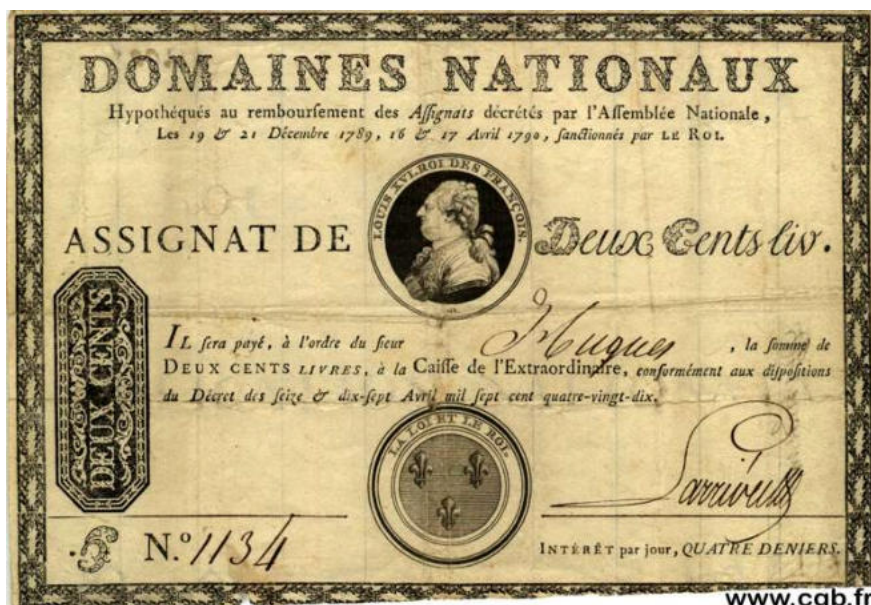 DOMAINES NATIONAUX
Hypothéqués au rembourſement des Aſſignats décrétés par l'Aſſemblée Nationale,
Les 19 & 21 Décembre 1789, 16 & 17 Avril 1790, ſanctionnés par LE ROI.
LOUIS XVI. ROI DES FRANÇOIS.
ASSIGNAT DE Deux Cents liv.
DEUX CENTS
IL ſera payé, à l'ordre du ſieur Hugues, la ſomme de
DEUX CENTS LIVRES, à la Caiſſe de l'Extraordinaire, conformément aux diſpoſitions
du Décret des ſeize & dix-ſept Avril mil ſept cent quatre-vingt-dix.
LA LOI ET LE ROI.
N.º 1134
INTÉRÊT par jour, QUATRE DENIERS.
www.cgb.fr